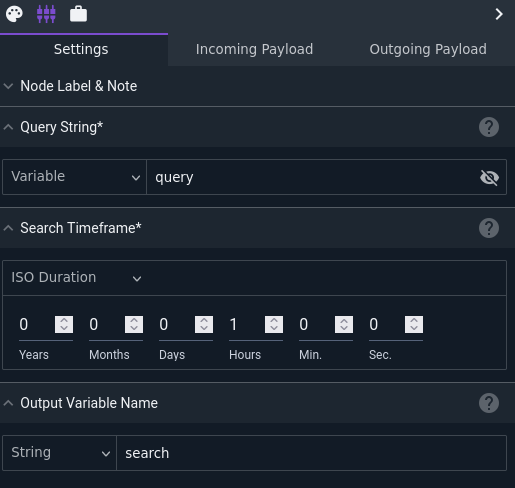 Settings Incoming Payload Outgoing Payload
Node Label & Note
Query String* ?
Variable query
Search Timeframe* ?
ISO Duration
0 0 0 1 0 0
Years Months Days Hours Min. Sec.
Output Variable Name ?
String search